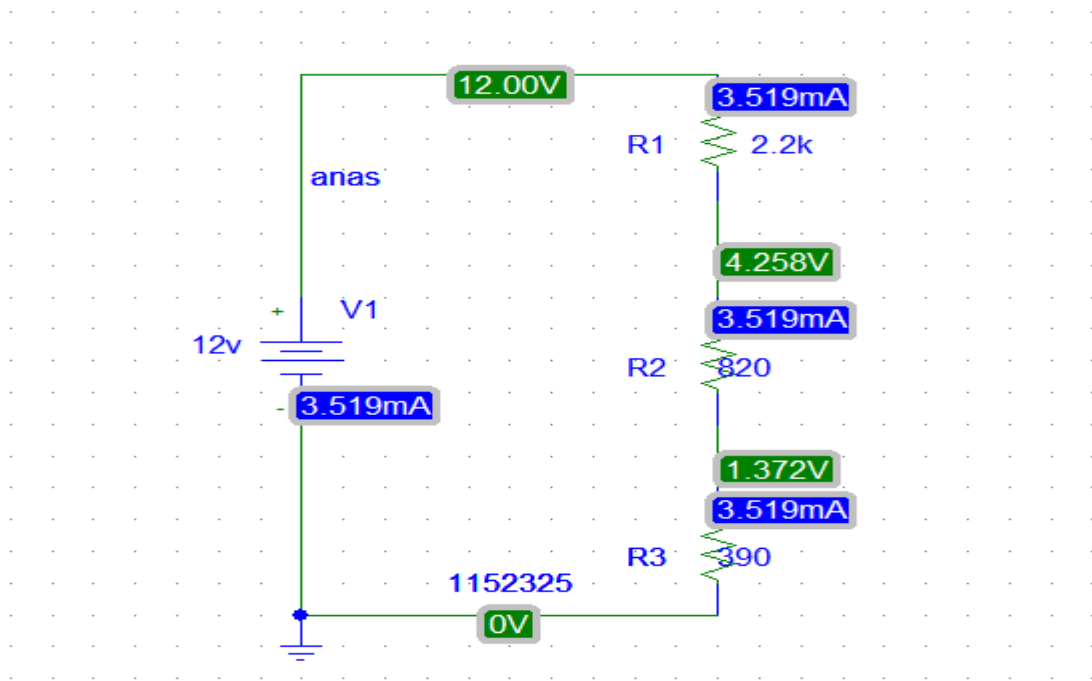 12.00V
3.519mA
R1 2.2k
anas
4.258V
+ V1
3.519mA
12v
R2 820
- 3.519mA
1.372V
3.519mA
R3 390
1152325
0V